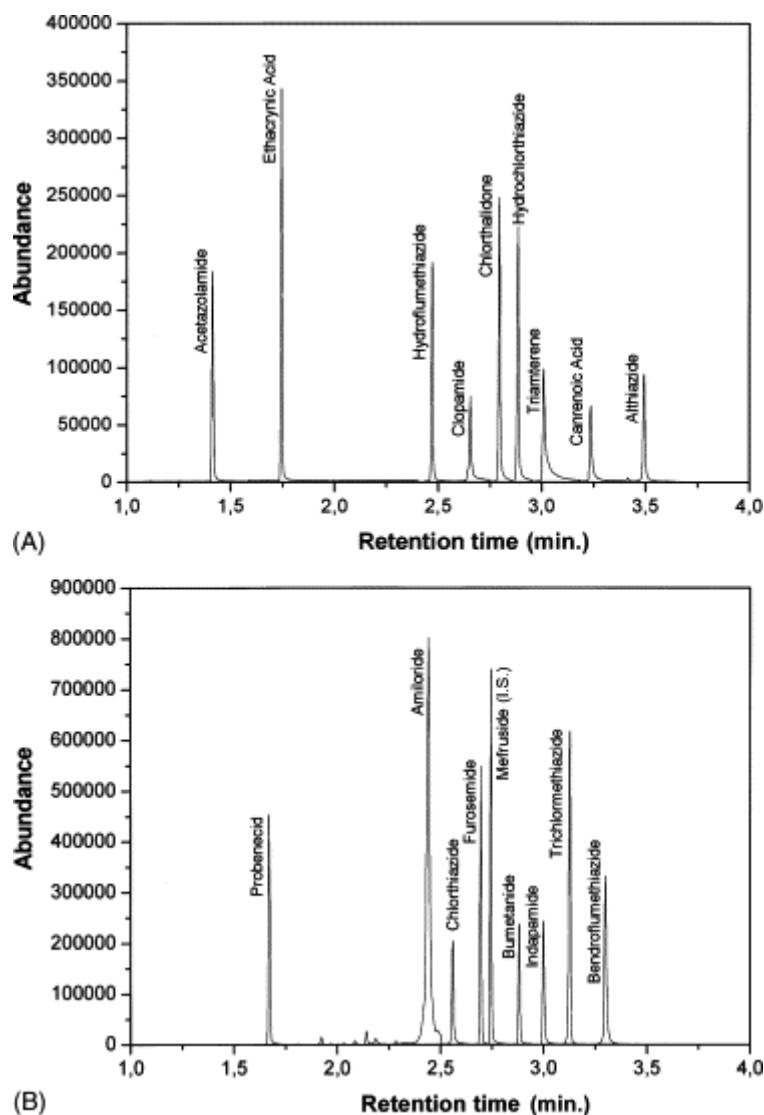 400000
350000
300000
250000
200000
150000
100000
50000
0
Abundance
Acetazolamide
Ethacrynic Acid
Hydroflumethiazide
Clopamide
Chlorthalidone
Hydrochlorthiazide
Triamterene
Canrenoic Acid
Althiazide
1,0 1,5 2,0 2,5 3,0 3,5 4,0
(A) Retention time (min.)
900000
800000
700000
600000
500000
400000
300000
200000
100000
0
Abundance
Probenecid
Amiloride
Chlorthiazide
Furosemide
Mefruside (I.S.)
Bumetanide
Indapamide
Trichlormethiazide
Bendroflumethiazide
1,0 1,5 2,0 2,5 3,0 3,5 4,0
(B) Retention time (min.)